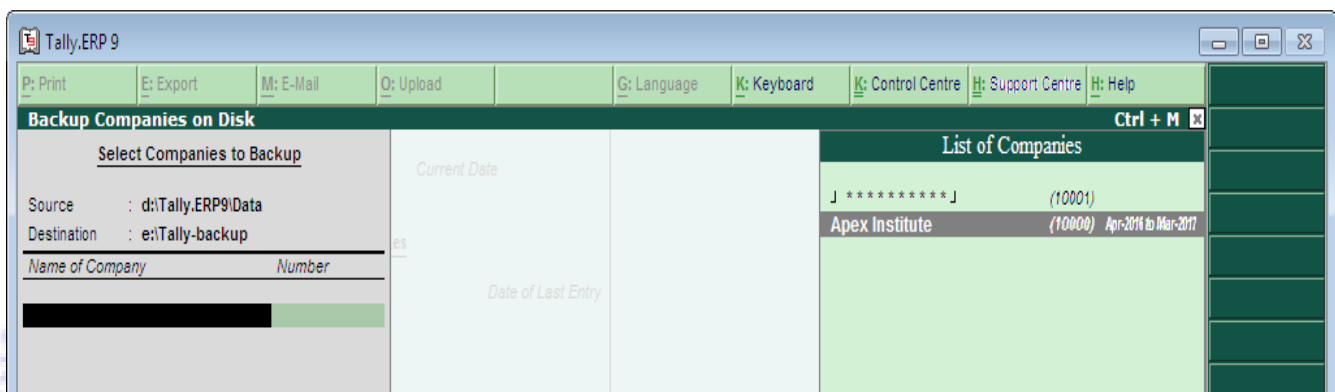 Tally.ERP 9
P: Print E: Export M: E-Mail O: Upload G: Language K: Keyboard K: Control Centre H: Support Centre H: Help
Backup Companies on Disk Ctrl + M
Select Companies to Backup
Source : d:\Tally.ERP9\Data
Destination : e:\Tally-backup
Name of Company Number
Current Date
es
Date of Last Entry
List of Companies
┘ * * * * * * * * * * ┘ (10001)
Apex Institute (10000) Apr-2016 to Mar-2017